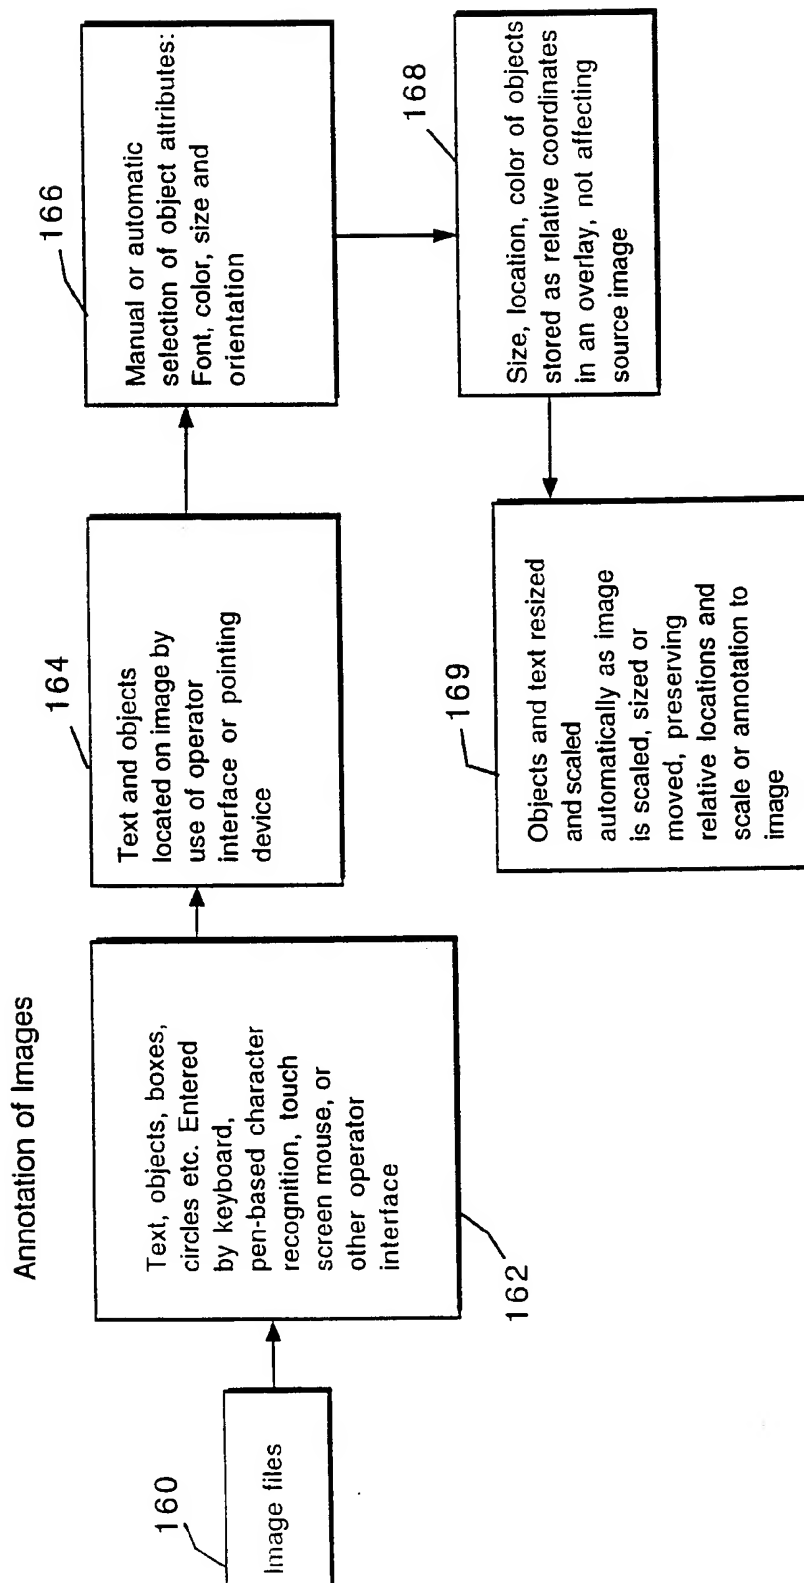 Annotation of Images
160
Image files
162
Text, objects, boxes,
circles etc. Entered
by keyboard,
pen-based character
recognition, touch
screen mouse, or
other operator
interface
164
Text and objects
located on image by
use of operator
interface or pointing
device
166
Manual or automatic
selection of object attributes:
Font, color, size and
orientation
168
Size, location, color of objects
stored as relative coordinates
in an overlay, not affecting
source image
169
Objects and text resized
and scaled
automatically as image
is scaled, sized or
moved, preserving
relative locations and
scale or annotation to
image